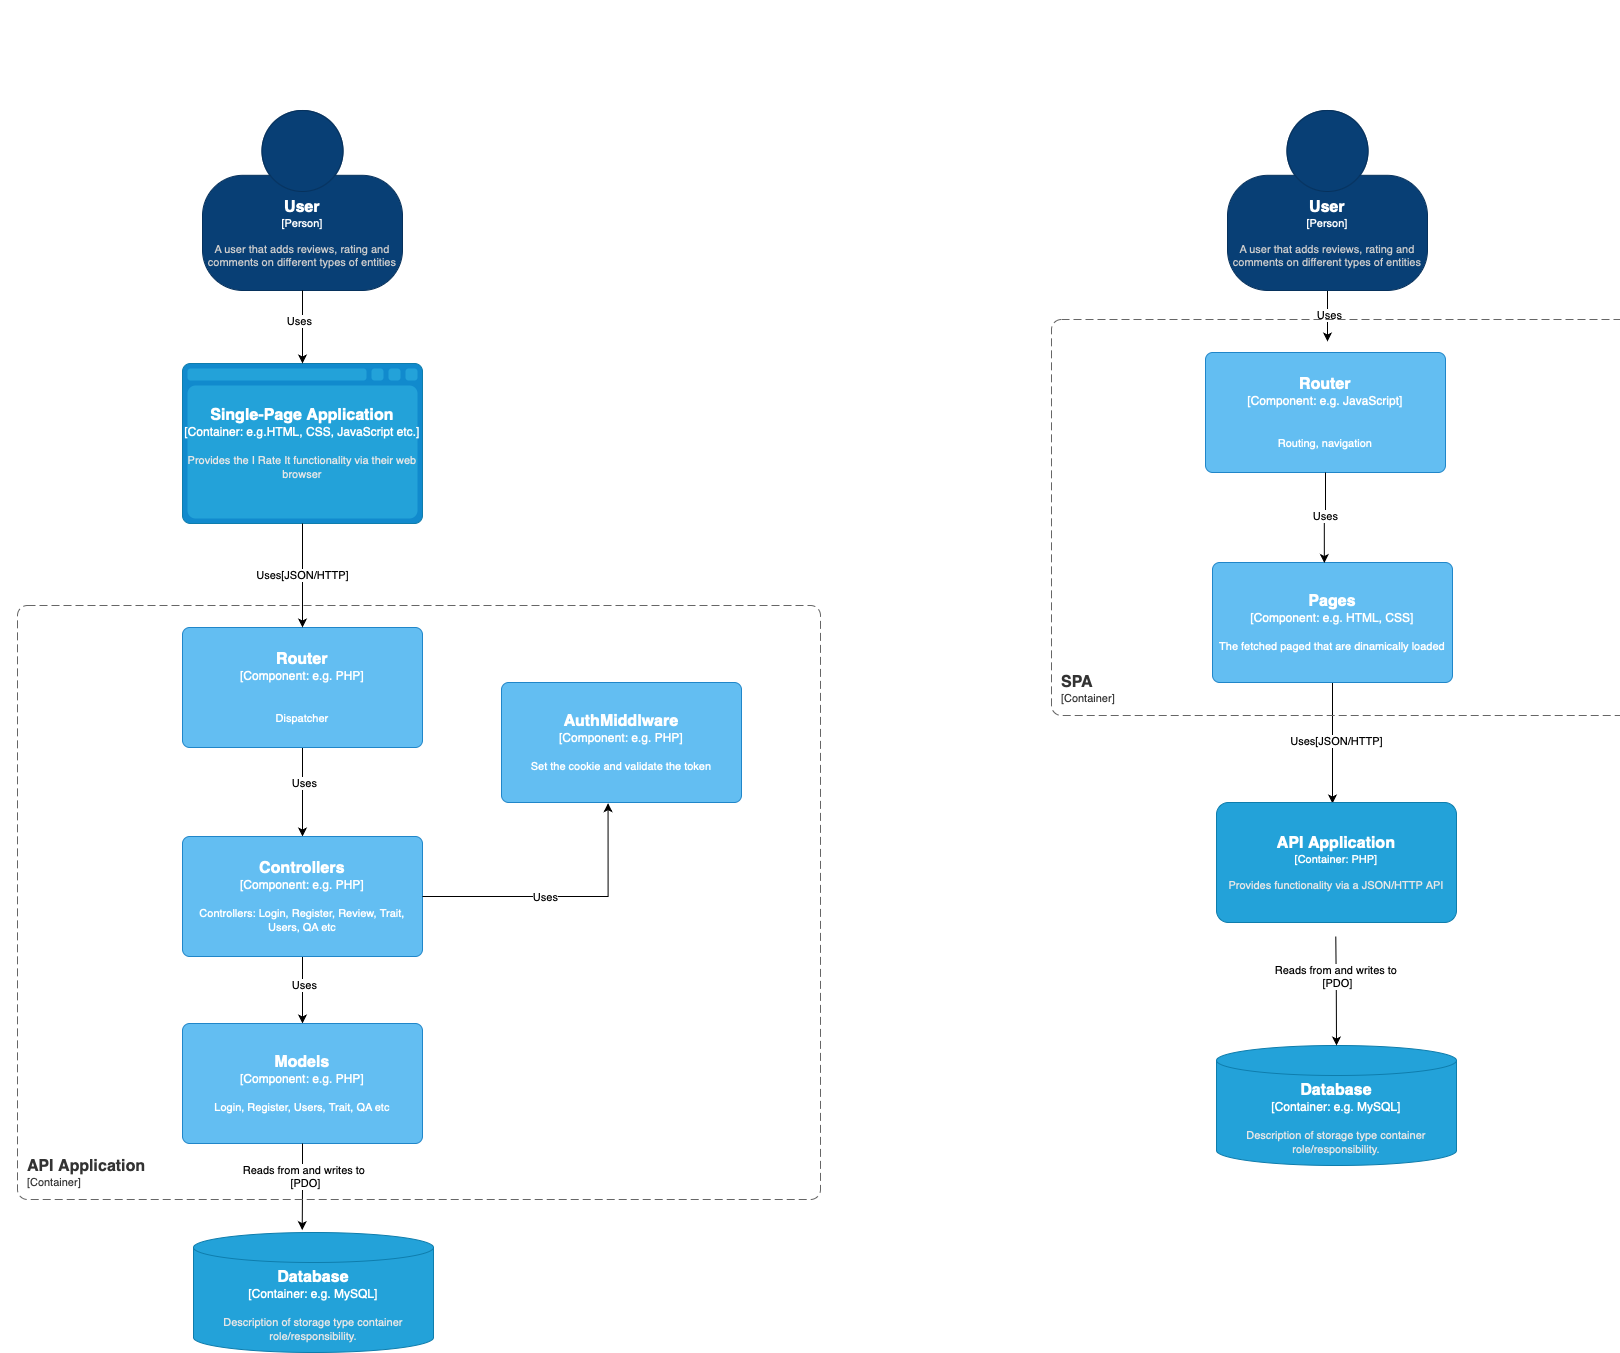 User
[Person]
A user that adds reviews, rating and
comments on different types of entities
Uses
Single-Page Application
[Container: e.g.HTML, CSS, JavaScript etc.]
Provides the I Rate It functionality via their web
browser
Uses[JSON/HTTP]
Router
[Component: e.g. PHP]
Dispatcher
Uses
AuthMiddlware
[Component: e.g. PHP]
Set the cookie and validate the token
Controllers
[Component: e.g. PHP]
Controllers: Login, Register, Review, Trait,
Users, QA etc
Uses
Uses
Models
[Component: e.g. PHP]
Login, Register, Users, Trait, QA etc
API Application
[Container]
Reads from and writes to
[PDO]
Database
[Container: e.g. MySQL]
Description of storage type container
role/responsibility.
User
[Person]
A user that adds reviews, rating and
comments on different types of entities
Uses
Router
[Component: e.g. JavaScript]
Routing, navigation
Uses
Pages
[Component: e.g. HTML, CSS]
The fetched paged that are dinamically loaded
SPA
[Container]
Uses[JSON/HTTP]
API Application
[Container: PHP]
Provides functionality via a JSON/HTTP API
Reads from and writes to
[PDO]
Database
[Container: e.g. MySQL]
Description of storage type container
role/responsibility.